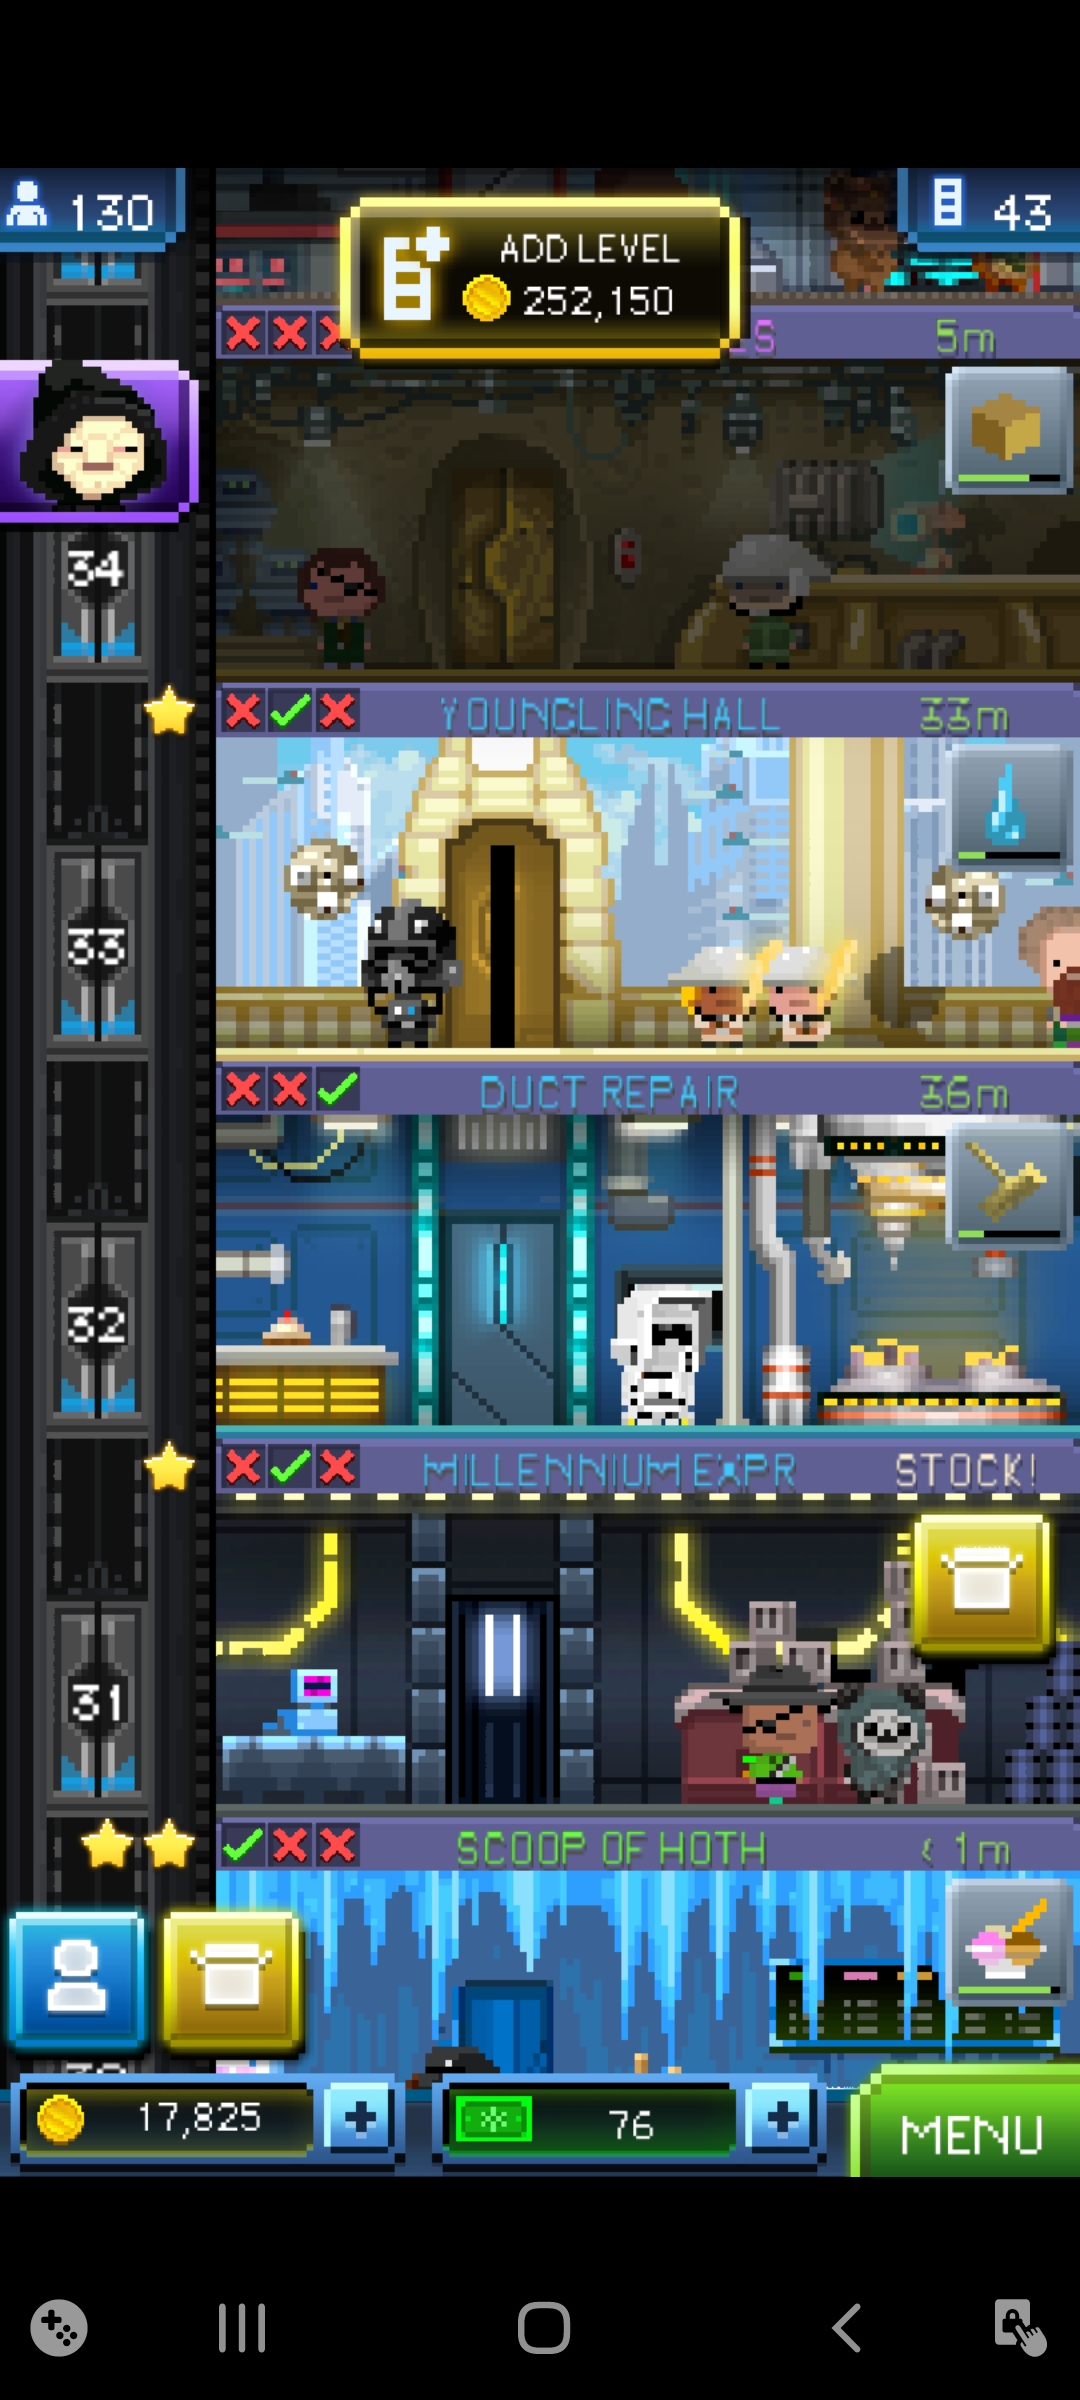 130
43
ADD LEVEL
252,150
5m
34
YOUNGLING HALL
33m
33
DUCT REPAIR
36m
32
MILLENNIUM EXPR
STOCK!
31
SCOOP OF HOTH
< 1m
17,825
76
MENU